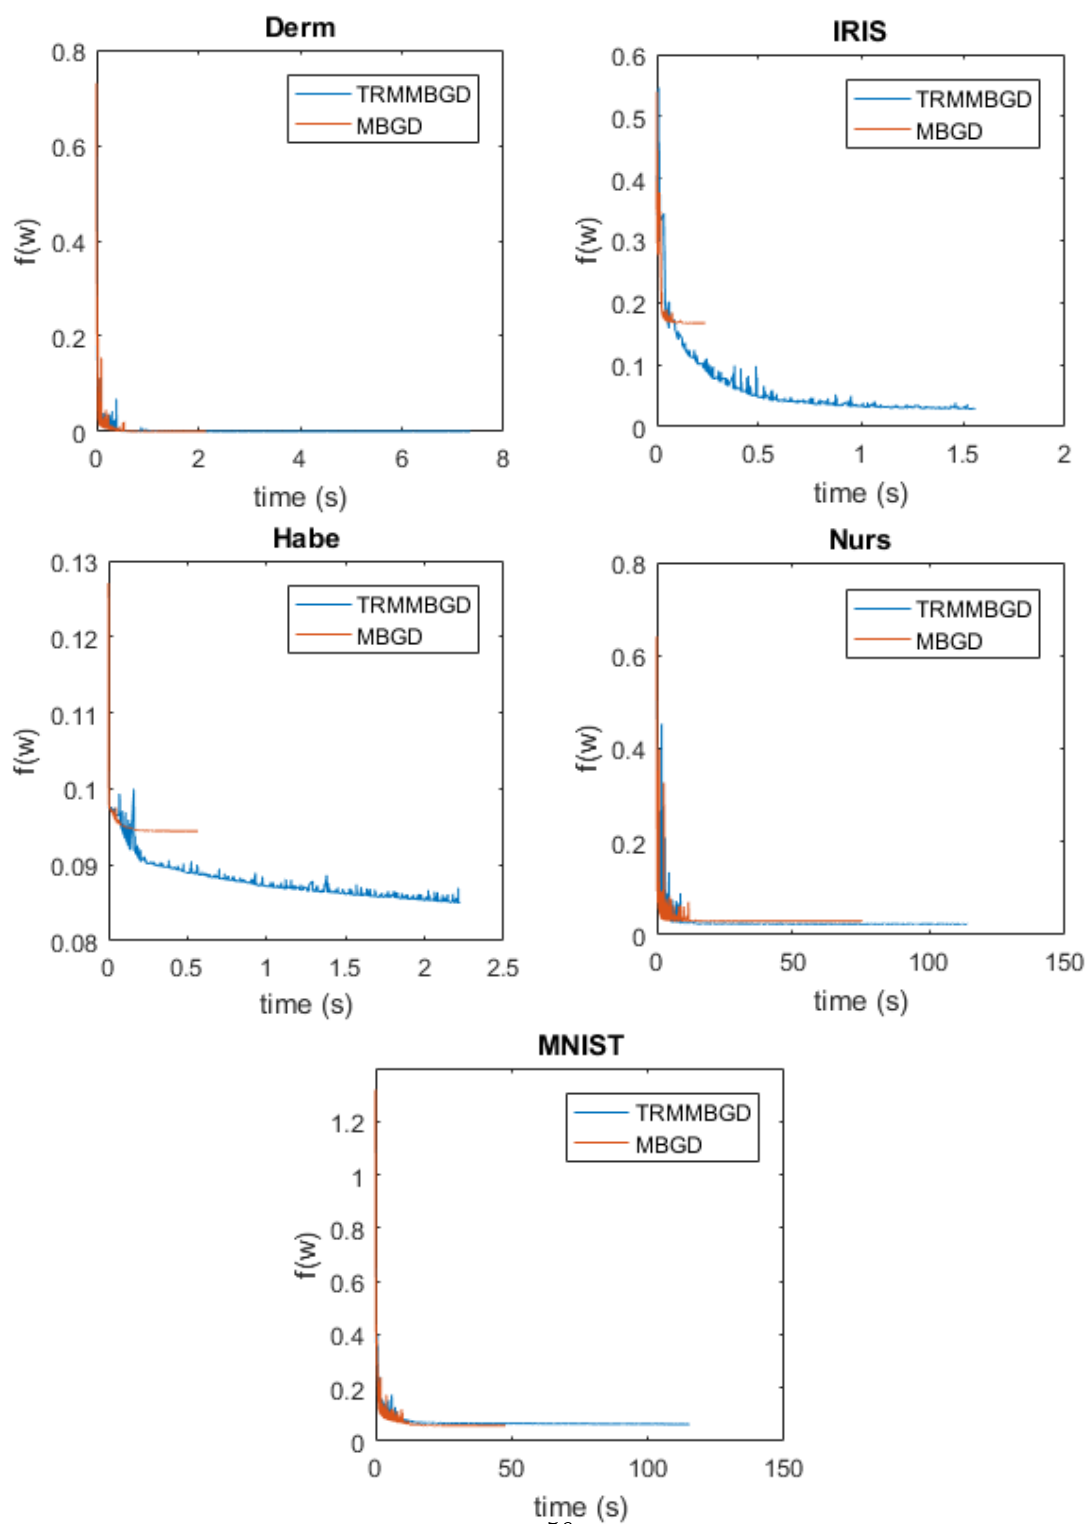 Derm
0.8
0.6
0.4
0.2
0
f(w)
TRMMBGD
MBGD
0 2 4 6 8
time (s)
IRIS
0.6
0.5
0.4
0.3
0.2
0.1
0
f(w)
TRMMBGD
MBGD
0 0.5 1 1.5 2
time (s)
Habe
0.13
0.12
0.11
0.1
0.09
0.08
f(w)
TRMMBGD
MBGD
0 0.5 1 1.5 2 2.5
time (s)
Nurs
0.8
0.6
0.4
0.2
0
f(w)
TRMMBGD
MBGD
0 50 100 150
time (s)
MNIST
1.2
1
0.8
0.6
0.4
0.2
0
f(w)
TRMMBGD
MBGD
0 50 100 150
time (s)